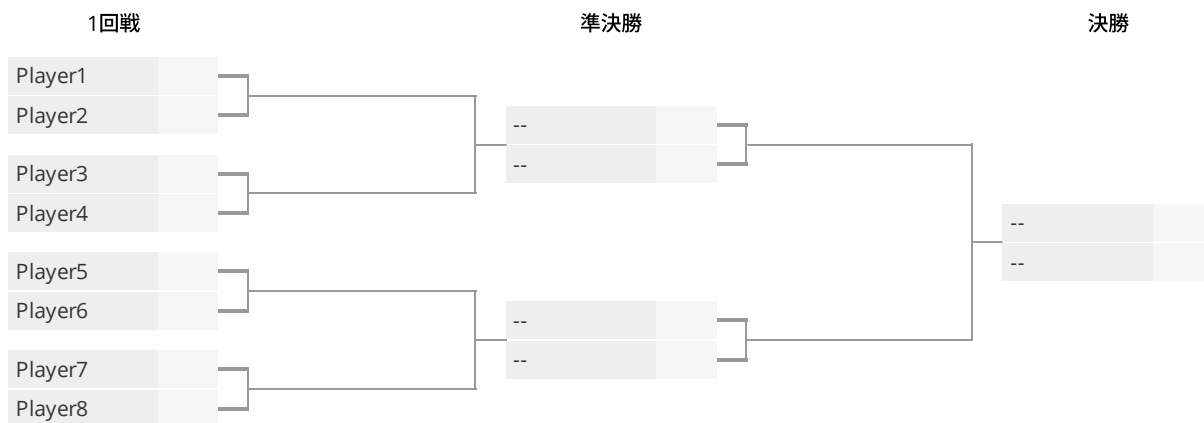 1回戦
準決勝
決勝
Player1
Player2
Player3
Player4
Player5
Player6
Player7
Player8
--
--
--
--
--
--